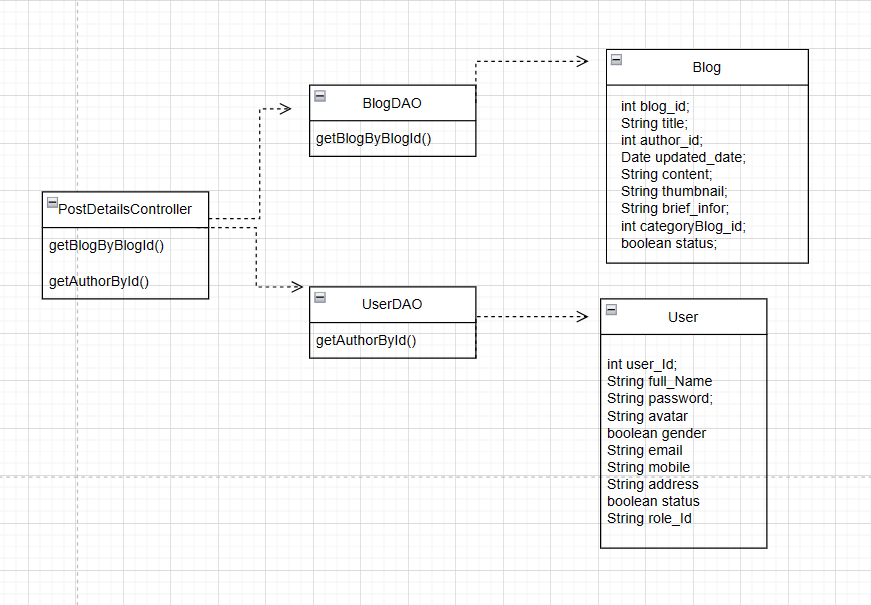 PostDetailsController
getBlogByBlogId()
getAuthorById()
BlogDAO
getBlogByBlogId()
UserDAO
getAuthorById()
Blog
int blog_id;
String title;
int author_id;
Date updated_date;
String content;
String thumbnail;
String brief_infor;
int categoryBlog_id;
boolean status;
User
int user_Id;
String full_Name
String password;
String avatar
boolean gender
String email
String mobile
String address
boolean status
String role_Id